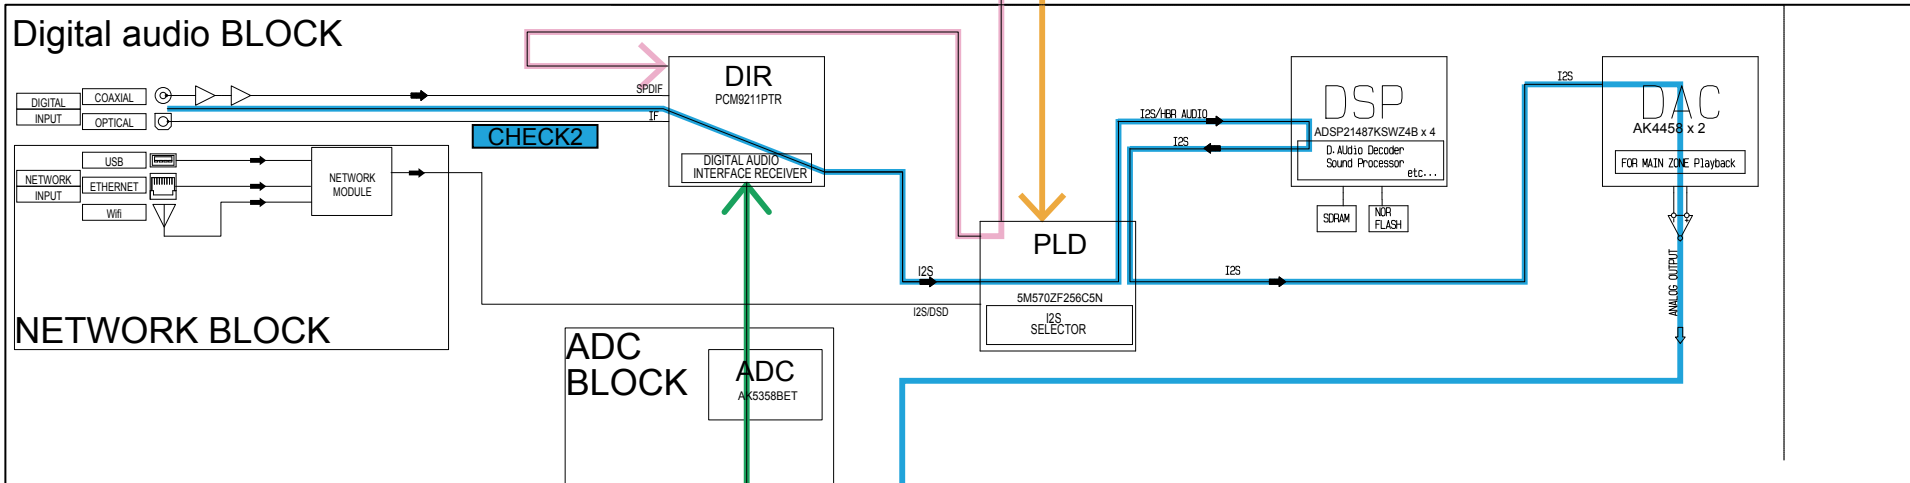 Digital audio BLOCK
DIGITAL
INPUT
COAXIAL
OPTICAL
SPDIF
IF
CHECK2
DIR
PCM9211PTR
DIGITAL AUDIO
INTERFACE RECEIVER
NETWORK
INPUT
USB
ETHERNET
Wifi
NETWORK
MODULE
NETWORK BLOCK
I2S
I2S/DSD
ADC
BLOCK
ADC
AK5358BET
PLD
5M570ZF256C5N
I2S
SELECTOR
I2S/HBR AUDIO
I2S
I2S
DSP
ADSP21487KSWZ4B x 4
D.AUdio Decoder
Sound Processor
etc...
SDRAM
NOR
FLASH
I2S
DAC
AK4458 x 2
FOR MAIN ZONE Playback
ANALOG OUTPUT